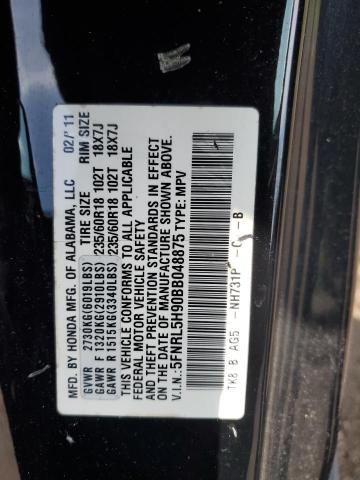 MFD. BY HONDA MFG. OF ALABAMA, LLC 02/'11
GVWR 2730KG(6019LBS) TIRE SIZE RIM SIZE
GAWR F 1320KG(2910LBS) 235/60R18 102T 18X7J
GAWR R 1515KG(3340LBS) 235/60R18 102T 18X7J
THIS VEHICLE CONFORMS TO ALL APPLICABLE
FEDERAL MOTOR VEHICLE SAFETY
AND THEFT PREVENTION STANDARDS IN EFFECT
ON THE DATE OF MANUFACTURE SHOWN ABOVE.
V.I.N.:5FNRL5H90BB048875 TYPE: MPV
TK8 B AG5 -NH731P -B